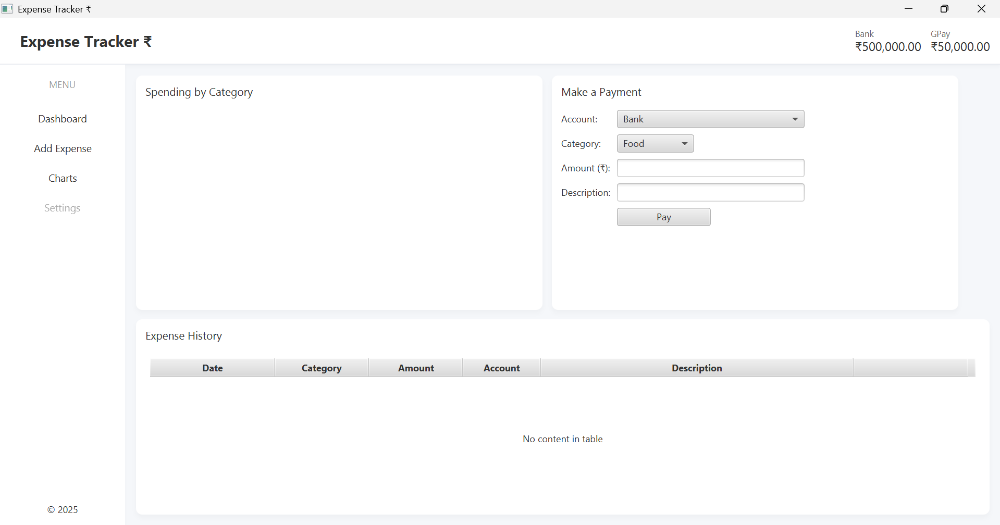 Expense Tracker ₹
Expense Tracker ₹
Bank
₹500,000.00
GPay
₹50,000.00
MENU
Dashboard
Add Expense
Charts
Settings
© 2025
Spending by Category
Make a Payment
Account: Bank
Category: Food
Amount (₹):
Description:
Pay
Expense History
Date Category Amount Account Description
No content in table